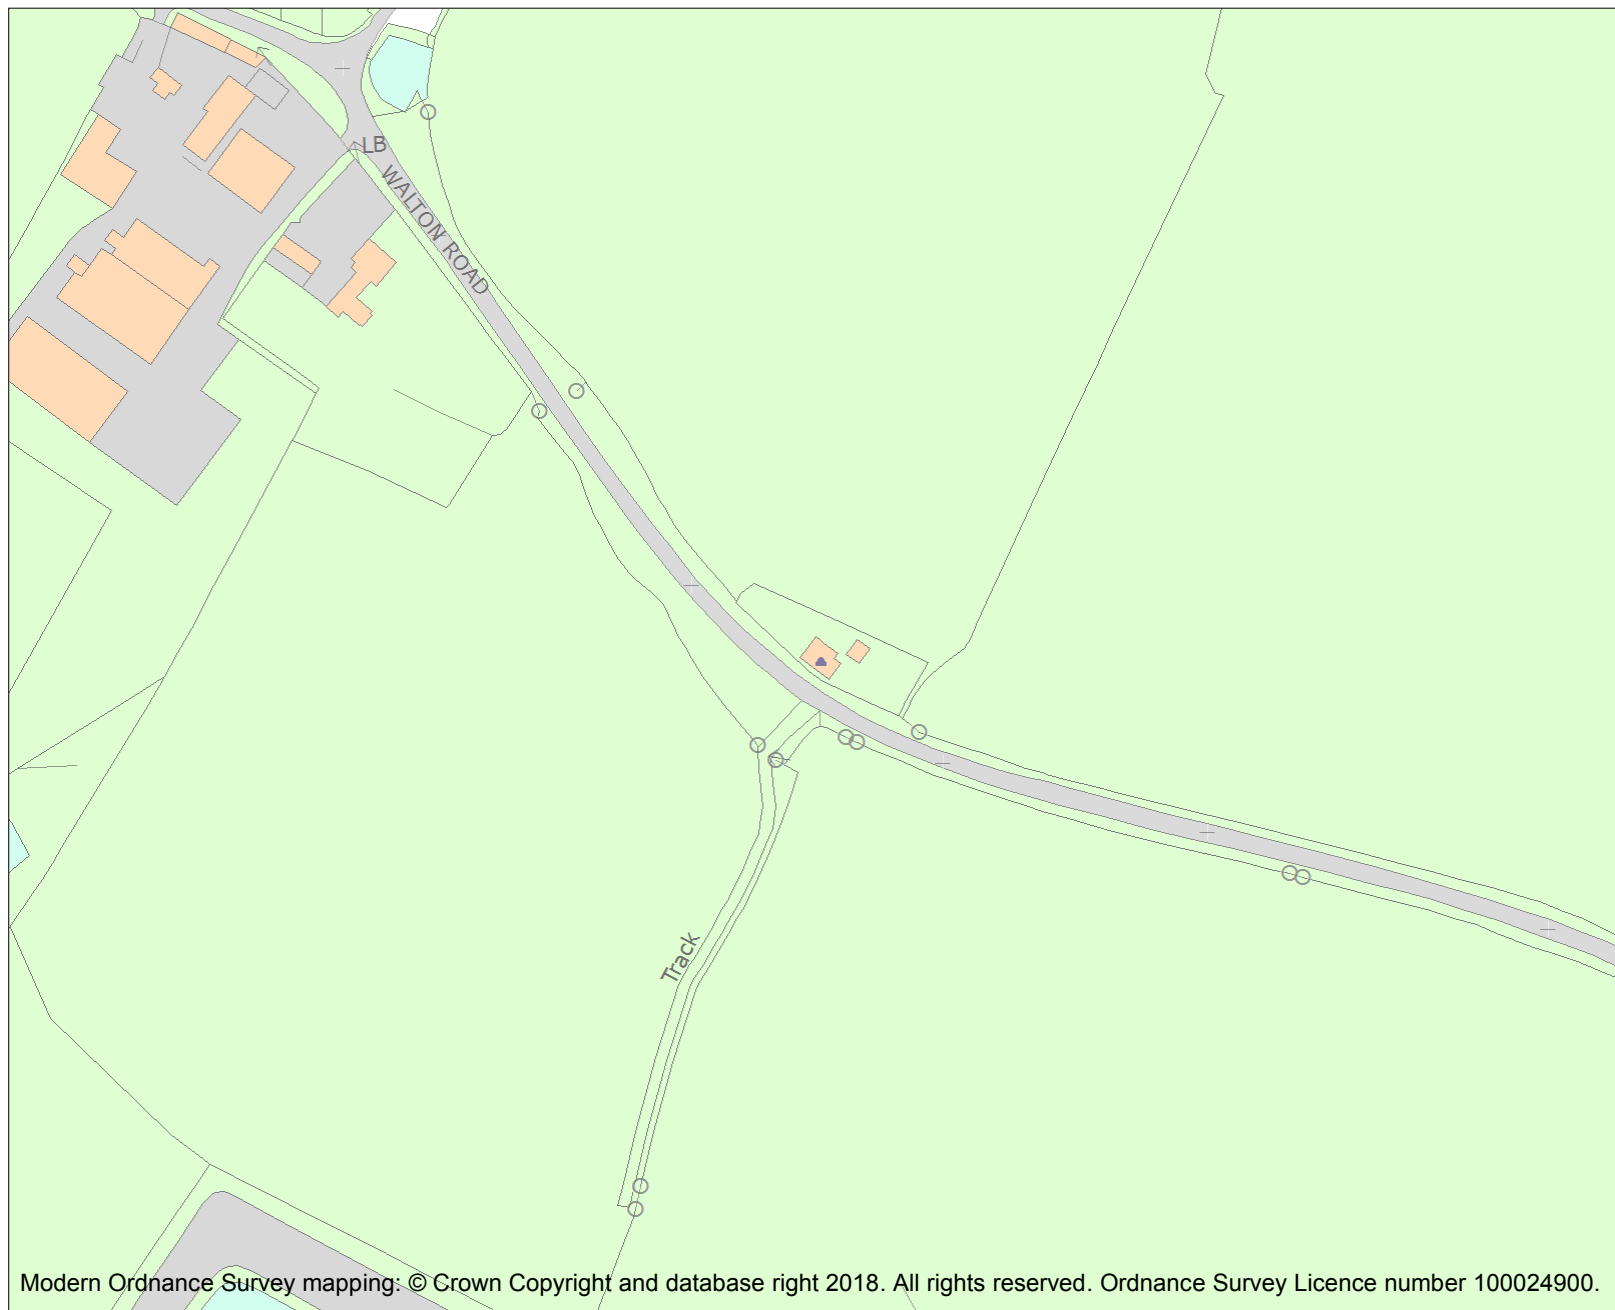 LB
WALTON ROAD
Track
Modern Ordnance Survey mapping: © Crown Copyright and database right 2018. All rights reserved. Ordnance Survey Licence number 100024900.